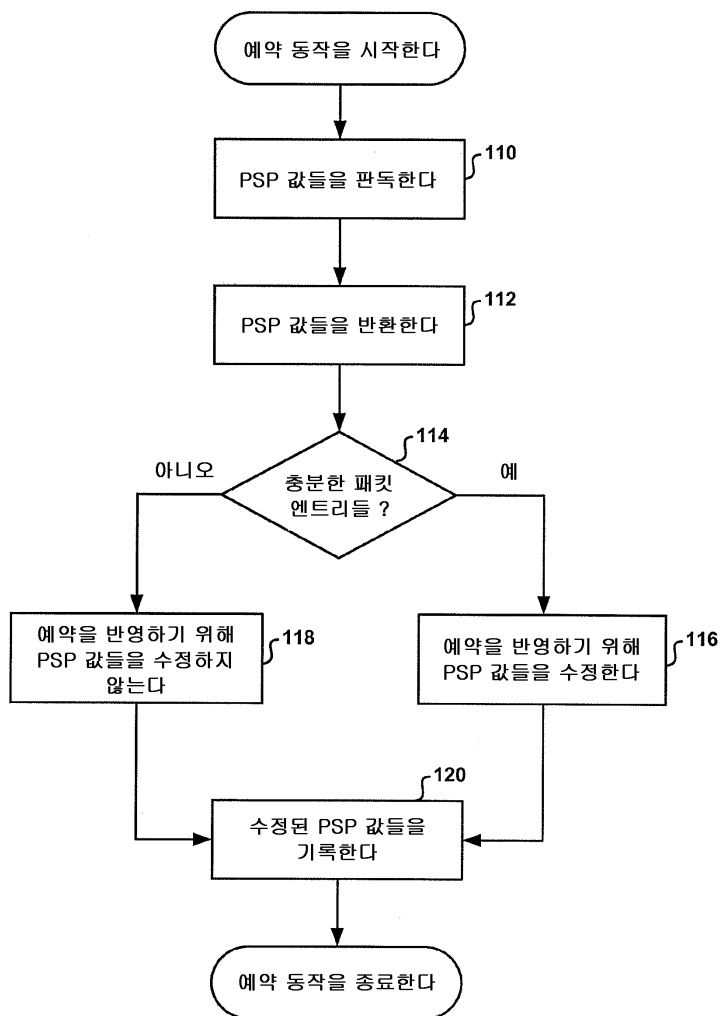 예약 동작을 시작한다
110
PSP 값들을 판독한다
112
PSP 값들을 반환한다
114
아니오
예
충분한 패킷
엔트리들 ?
예약을 반영하기 위해
PSP 값들을 수정하지
않는다
118
예약을 반영하기 위해
PSP 값들을 수정한다
116
120
수정된 PSP 값들을
기록한다
예약 동작을 종료한다